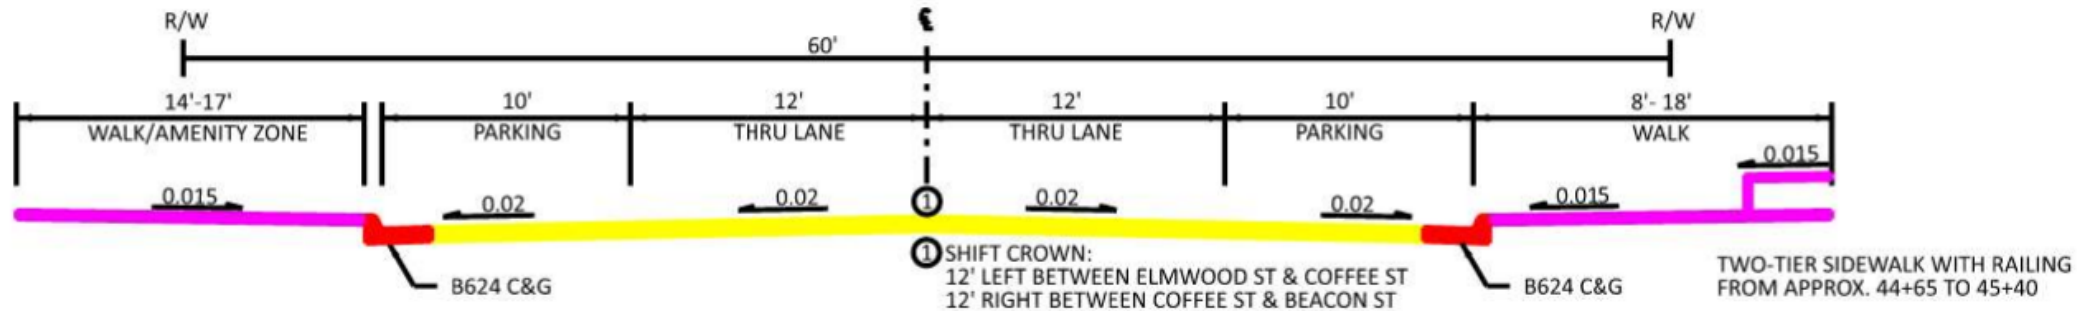 R/W
℄
R/W
60'
14'-17'
10'
12'
12'
10'
8'- 18'
WALK/AMENITY ZONE
PARKING
THRU LANE
THRU LANE
PARKING
WALK
0.015
0.015
0.02
0.02
0.02
0.02
0.015
1
1 SHIFT CROWN:
12' LEFT BETWEEN ELMWOOD ST & COFFEE ST
12' RIGHT BETWEEN COFFEE ST & BEACON ST
B624 C&G
B624 C&G
TWO-TIER SIDEWALK WITH RAILING
FROM APPROX. 44+65 TO 45+40